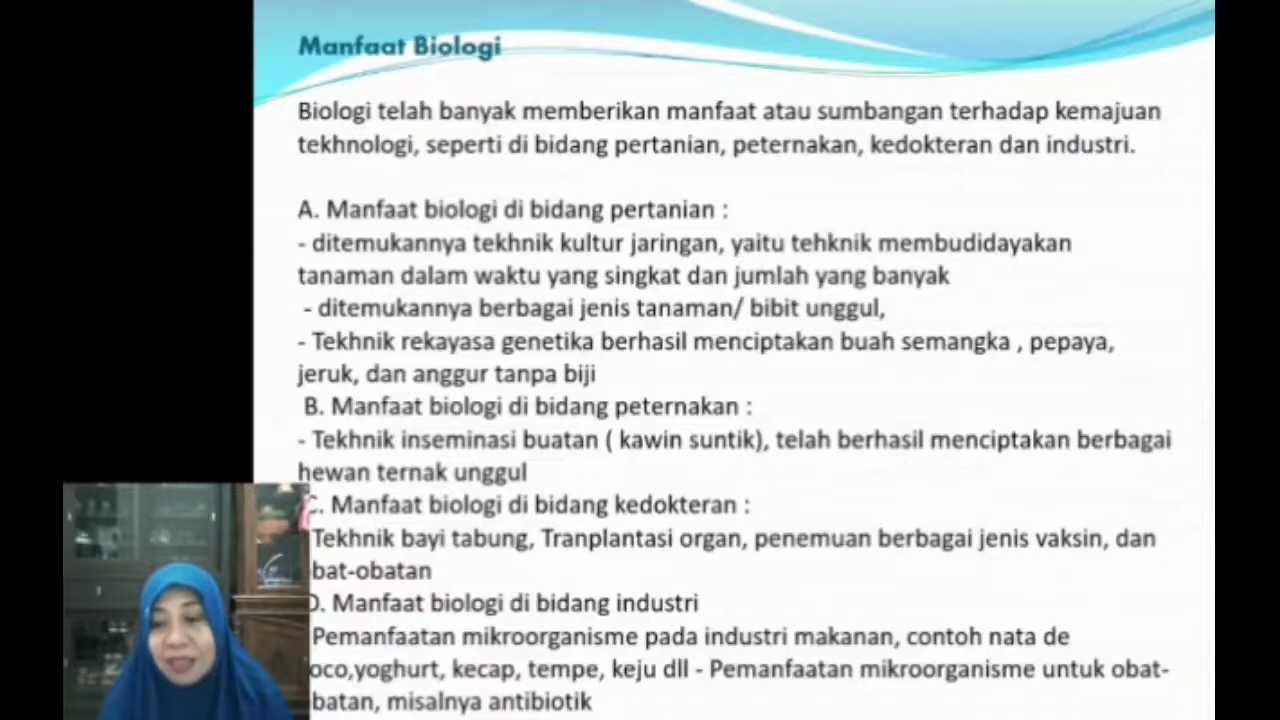 Manfaat Biologi
Biologi telah banyak memberikan manfaat atau sumbangan terhadap kemajuan
tekhnologi, seperti di bidang pertanian, peternakan, kedokteran dan industri.
A. Manfaat biologi di bidang pertanian :
- ditemukannya tekhnik kultur jaringan, yaitu tehknik membudidayakan
tanaman dalam waktu yang singkat dan jumlah yang banyak
- ditemukannya berbagai jenis tanaman/ bibit unggul,
- Tekhnik rekayasa genetika berhasil menciptakan buah semangka , pepaya,
jeruk, dan anggur tanpa biji
B. Manfaat biologi di bidang peternakan :
- Tekhnik inseminasi buatan ( kawin suntik), telah berhasil menciptakan berbagai
hewan ternak unggul
C. Manfaat biologi di bidang kedokteran :
Tekhnik bayi tabung, Tranplantasi organ, penemuan berbagai jenis vaksin, dan
bat-obatan
D. Manfaat biologi di bidang industri
Pemanfaatan mikroorganisme pada industri makanan, contoh nata de
oco,yoghurt, kecap, tempe, keju dll - Pemanfaatan mikroorganisme untuk obat-
batan, misalnya antibiotik